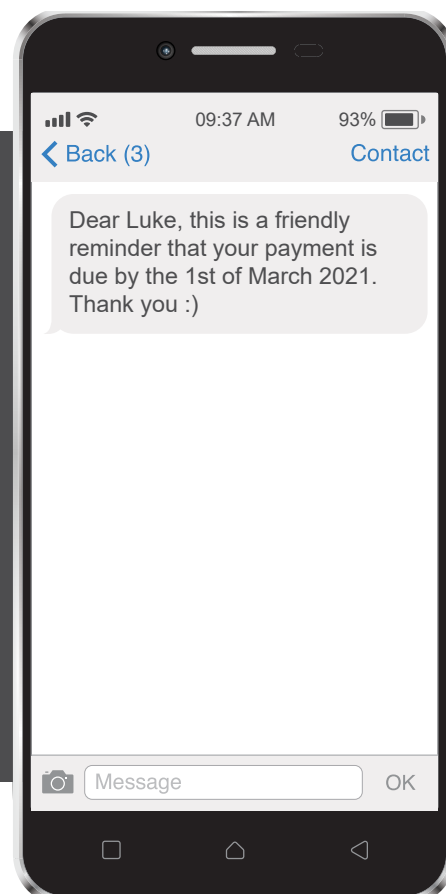 09:37 AM 93%
Back (3) Contact
Dear Luke, this is a friendly
reminder that your payment is
due by the 1st of March 2021.
Thank you :)
Message OK